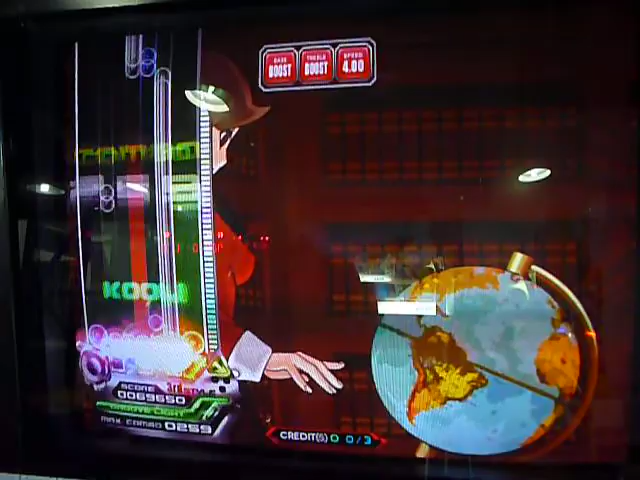 BASS BOOST
TREBLE BOOST
SPEED 4.00
KOOL
3rd
SCORE
0069650
GROOVE LIGHT
MAX COMBO 0259
CREDIT(S) 0 0/3